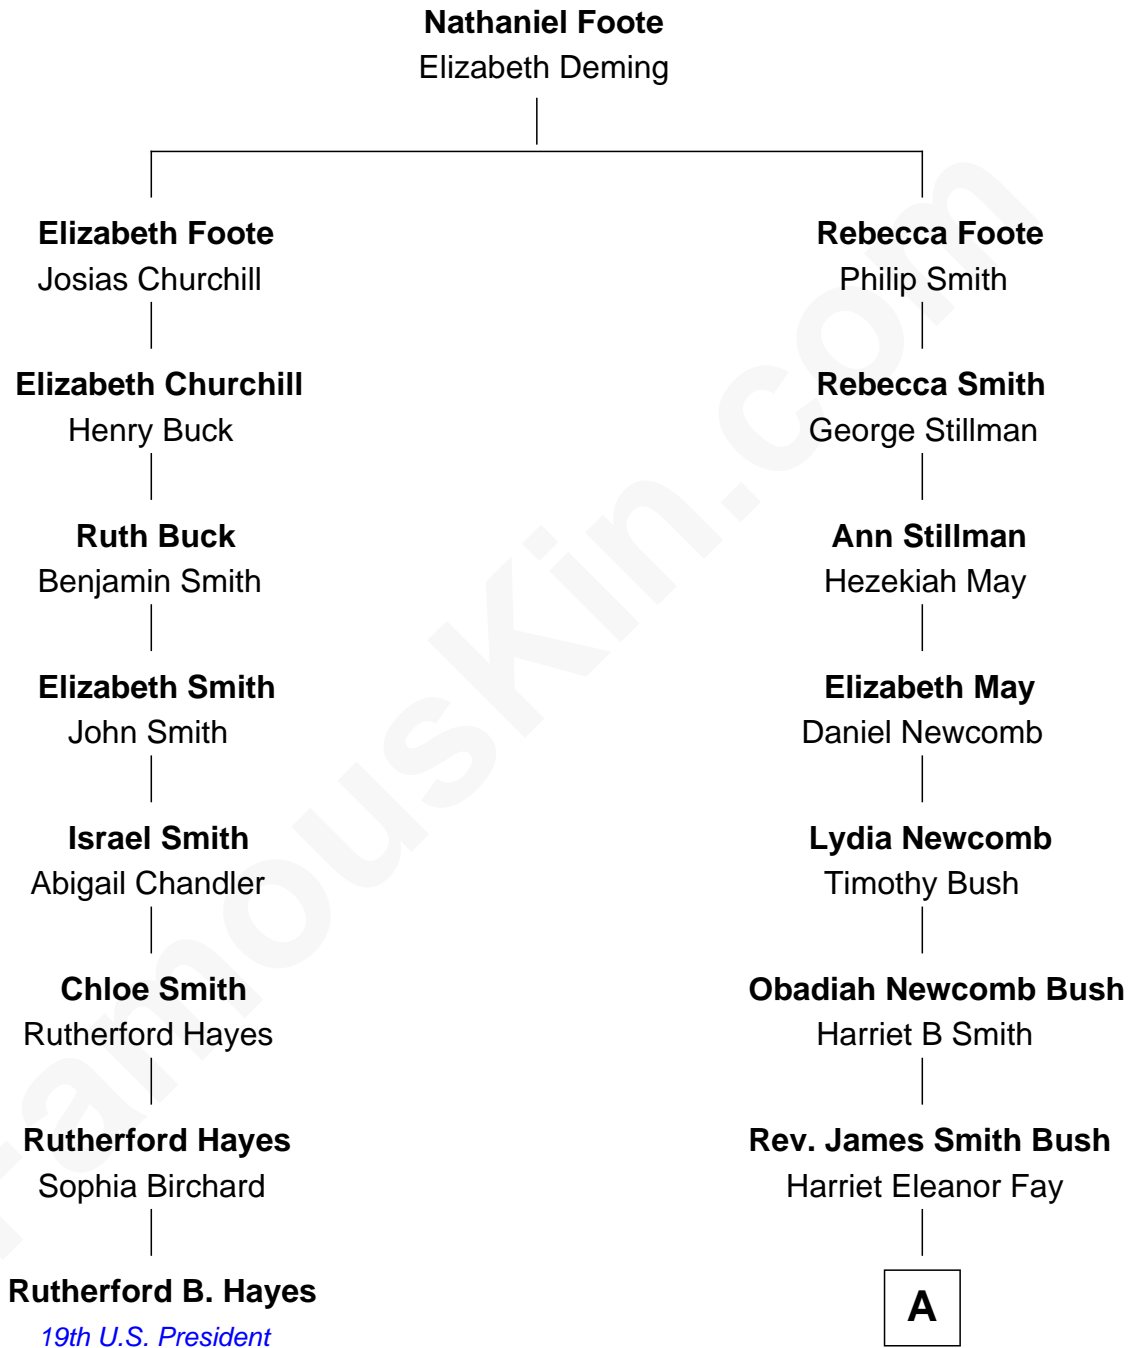 Nathaniel Foote
Elizabeth Deming
Elizabeth Foote
Josias Churchill
Rebecca Foote
Philip Smith
Elizabeth Churchill
Henry Buck
Rebecca Smith
George Stillman
Ruth Buck
Benjamin Smith
Ann Stillman
Hezekiah May
Elizabeth Smith
John Smith
Elizabeth May
Daniel Newcomb
Israel Smith
Abigail Chandler
Lydia Newcomb
Timothy Bush
Chloe Smith
Rutherford Hayes
Obadiah Newcomb Bush
Harriet B Smith
Rutherford Hayes
Sophia Birchard
Rev. James Smith Bush
Harriet Eleanor Fay
Rutherford B. Hayes
19th U.S. President
A
FamousKin.com